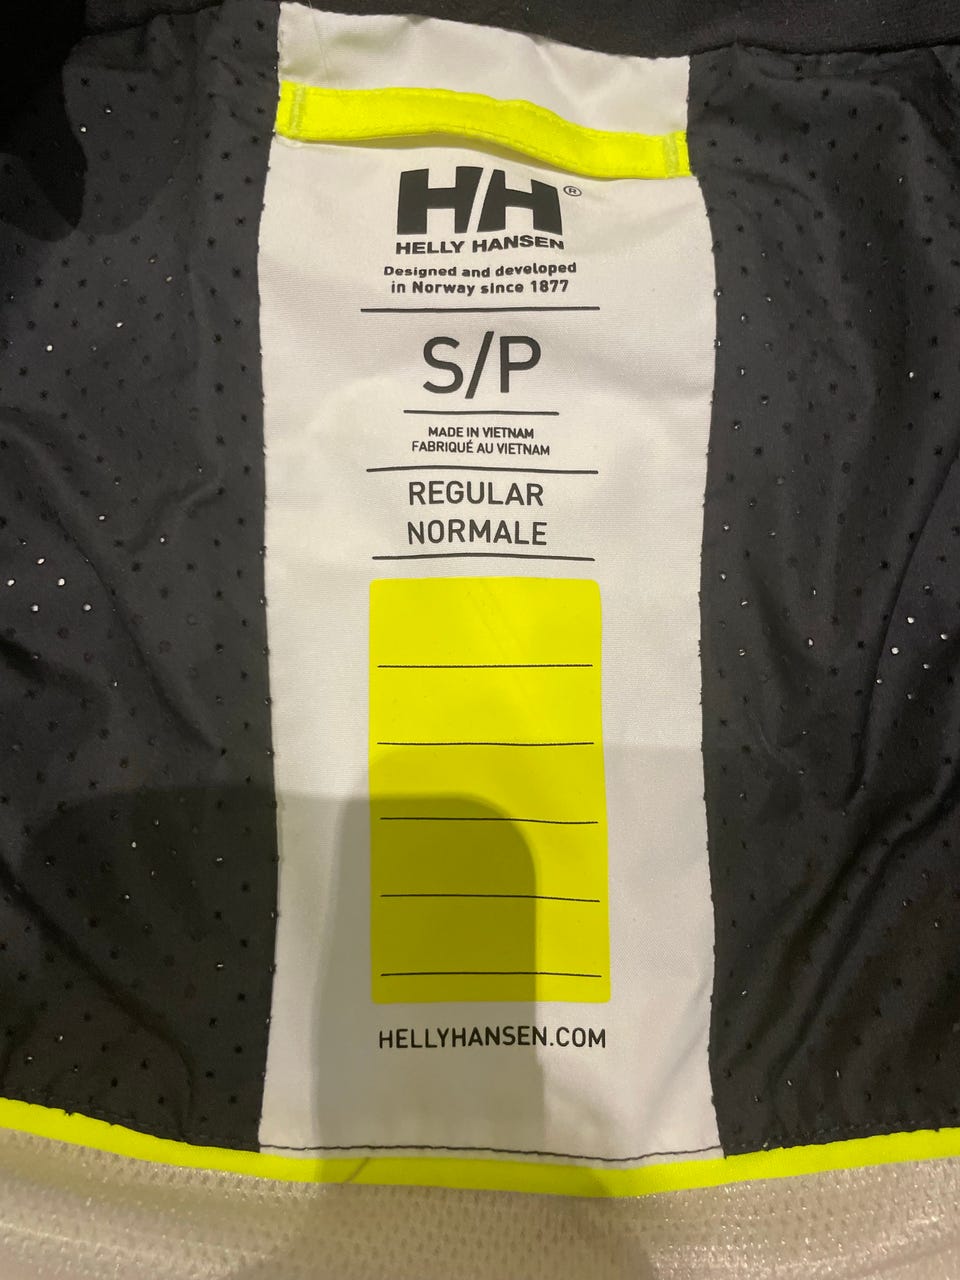 HH®
HELLY HANSEN
Designed and developed
in Norway since 1877
S/P
MADE IN VIETNAM
FABRIQUÉ AU VIETNAM
REGULAR
NORMALE
HELLYHANSEN.COM